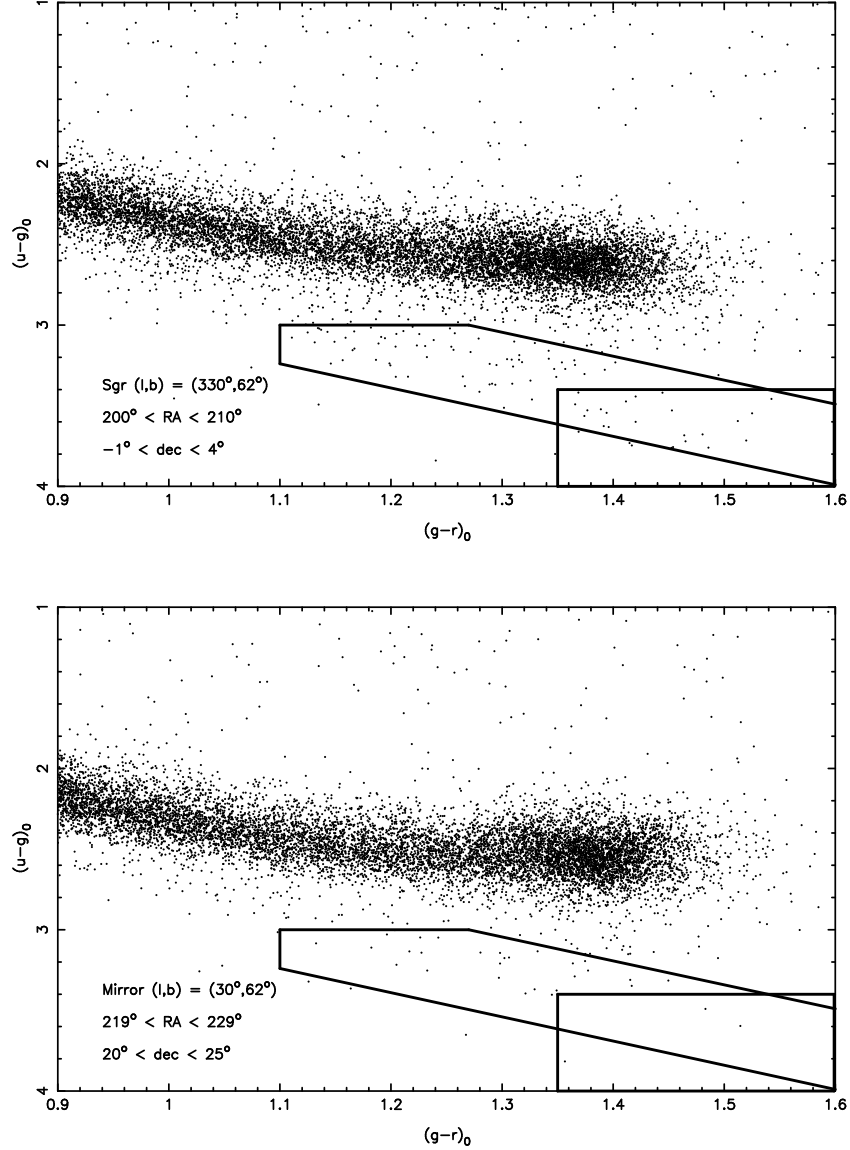 1
2
3
4
(u-g)₀
Sgr (l,b) = (330°,62°)
200° < RA < 210°
-1° < dec < 4°
0.9 1 1.1 1.2 1.3 1.4 1.5 1.6
(g-r)₀
1
2
3
4
(u-g)₀
Mirror (l,b) = (30°,62°)
219° < RA < 229°
20° < dec < 25°
0.9 1 1.1 1.2 1.3 1.4 1.5 1.6
(g-r)₀